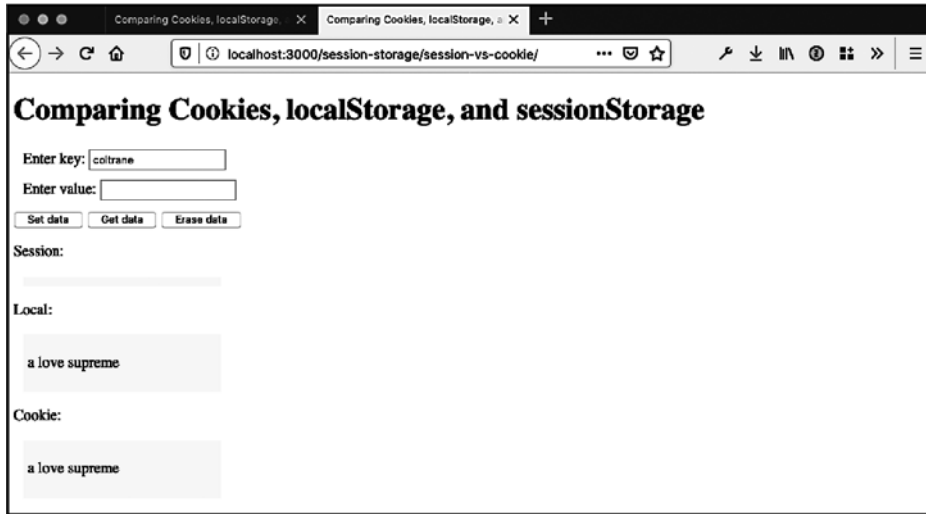 Comparing Cookies, localStorage,
Comparing Cookies, localStorage, a
localhost:3000/session-storage/session-vs-cookie/
Comparing Cookies, localStorage, and sessionStorage
Enter key: coltrane
Enter value:
Set data Get data Erase data
Session:
Local:
a love supreme
Cookie:
a love supreme